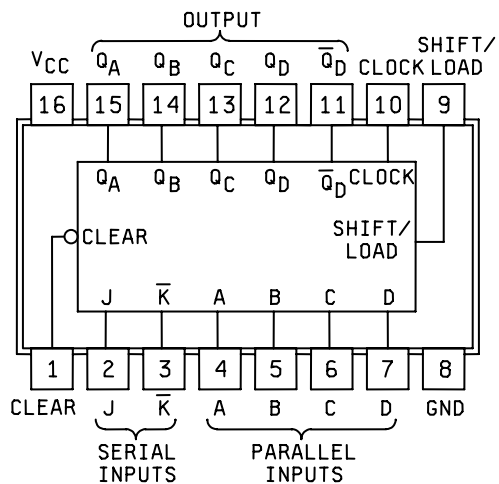 OUTPUT
VCC QA QB QC QD Q̅D CLOCK SHIFT/
LOAD
16 15 14 13 12 11 10 9
QA QB QC QD Q̅D CLOCK
CLEAR
SHIFT/
LOAD
J K̅ A B C D
1 2 3 4 5 6 7 8
CLEAR J K̅ A B C D GND
SERIAL
INPUTS
PARALLEL
INPUTS